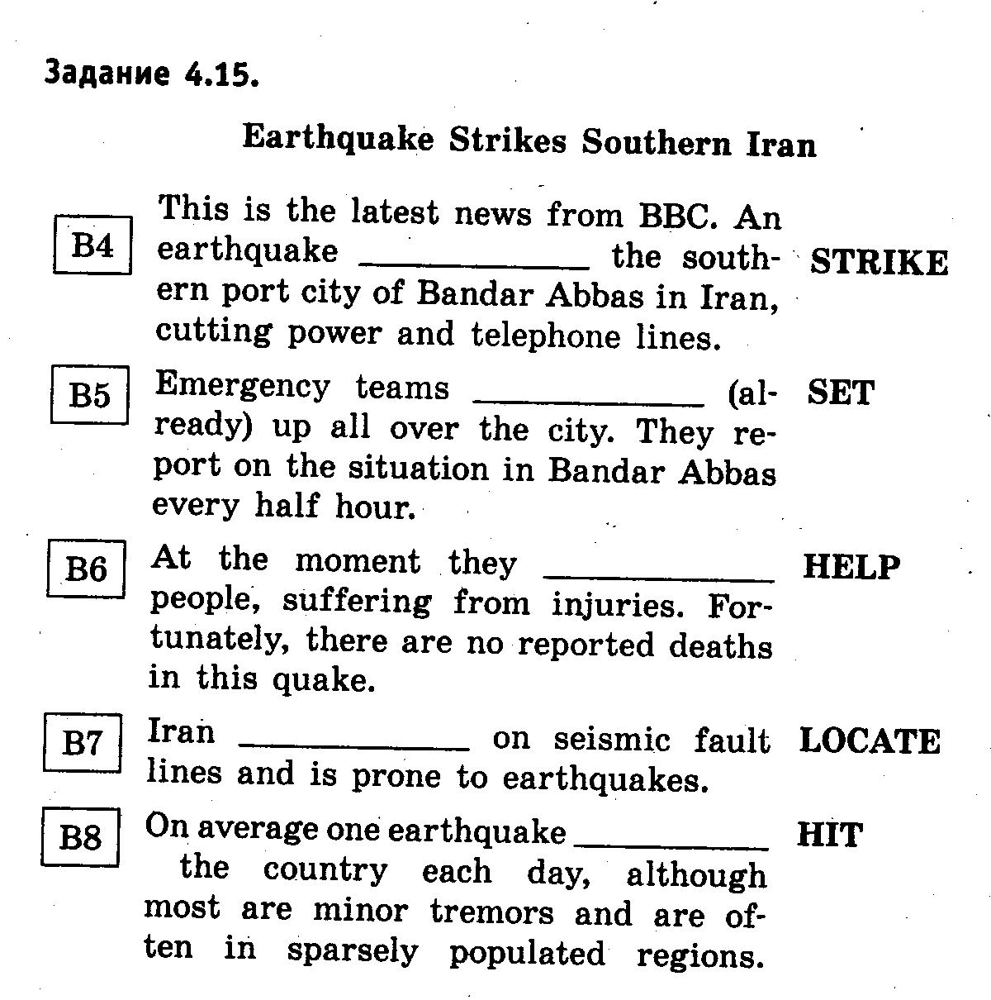 Задание 4.15.
Earthquake Strikes Southern Iran
This is the latest news from BBC. An
B4 earthquake ____________ the south- STRIKE
ern port city of Bandar Abbas in Iran,
cutting power and telephone lines.
B5 Emergency teams ____________ (al- SET
ready) up all over the city. They re-
port on the situation in Bandar Abbas
every half hour.
B6 At the moment they ____________ HELP
people, suffering from injuries. For-
tunately, there are no reported deaths
in this quake.
B7 Iran ____________ on seismic fault LOCATE
lines and is prone to earthquakes.
B8 On average one earthquake __________ HIT
the country each day, although
most are minor tremors and are of-
ten in sparsely populated regions.